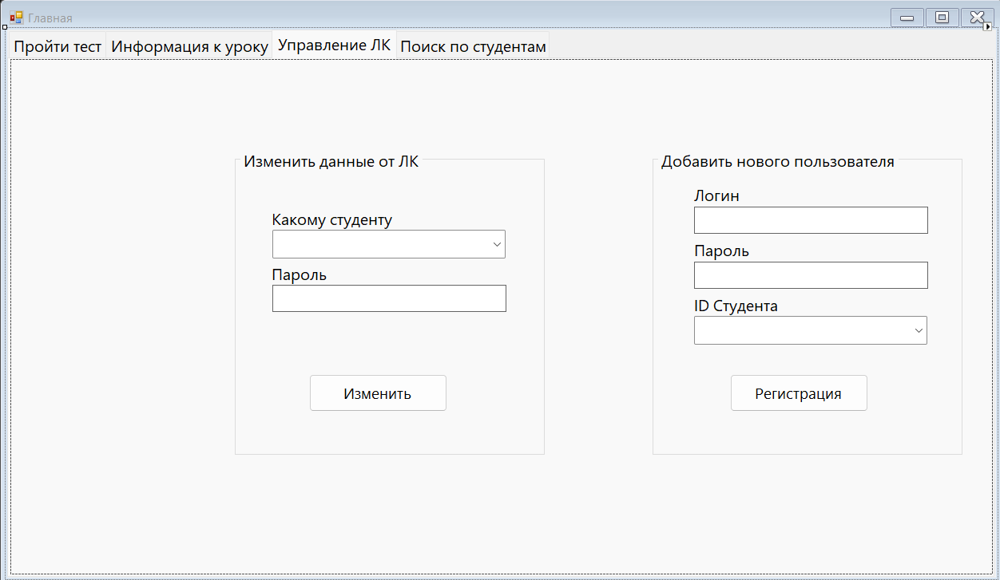 Главная
Пройти тест Информация к уроку Управление ЛК Поиск по студентам
Изменить данные от ЛК
Какому студенту
Пароль
Изменить
Добавить нового пользователя
Логин
Пароль
ID Студента
Регистрация